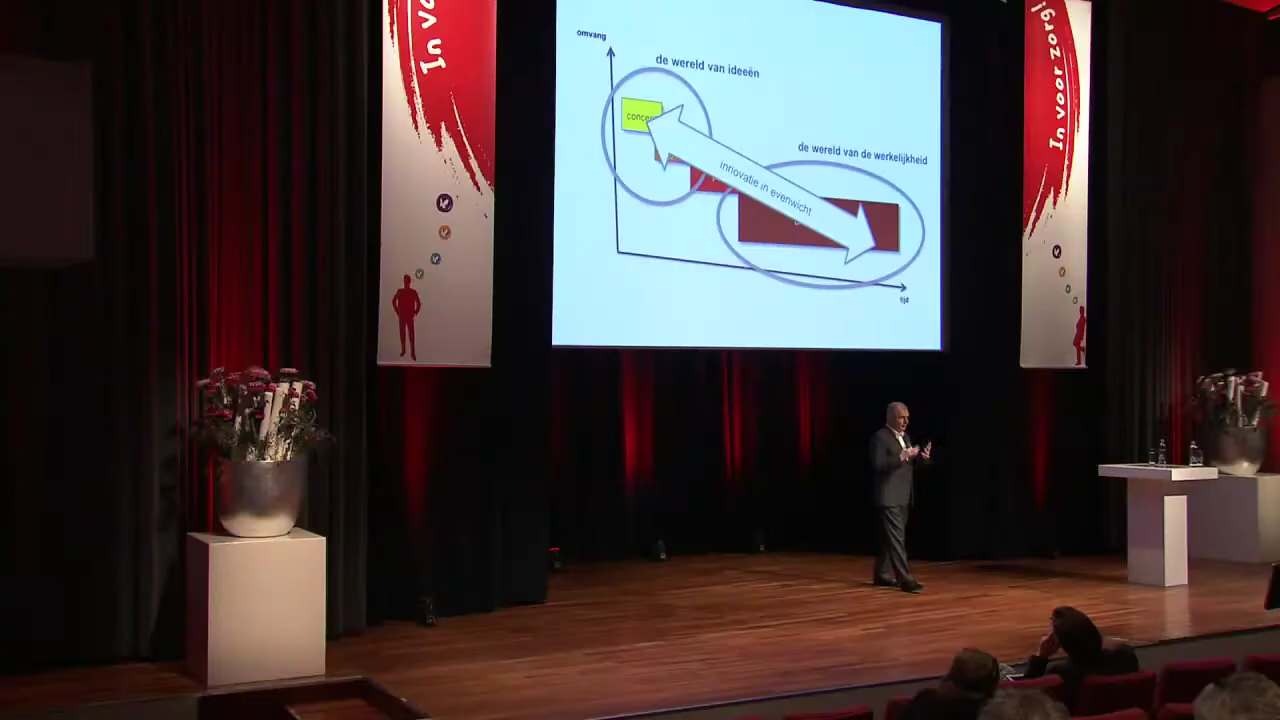 In vo
omvang
de wereld van ideeën
conce
innovatie in evenwicht
de wereld van de werkelijkheid
tijd
In voor zorg!